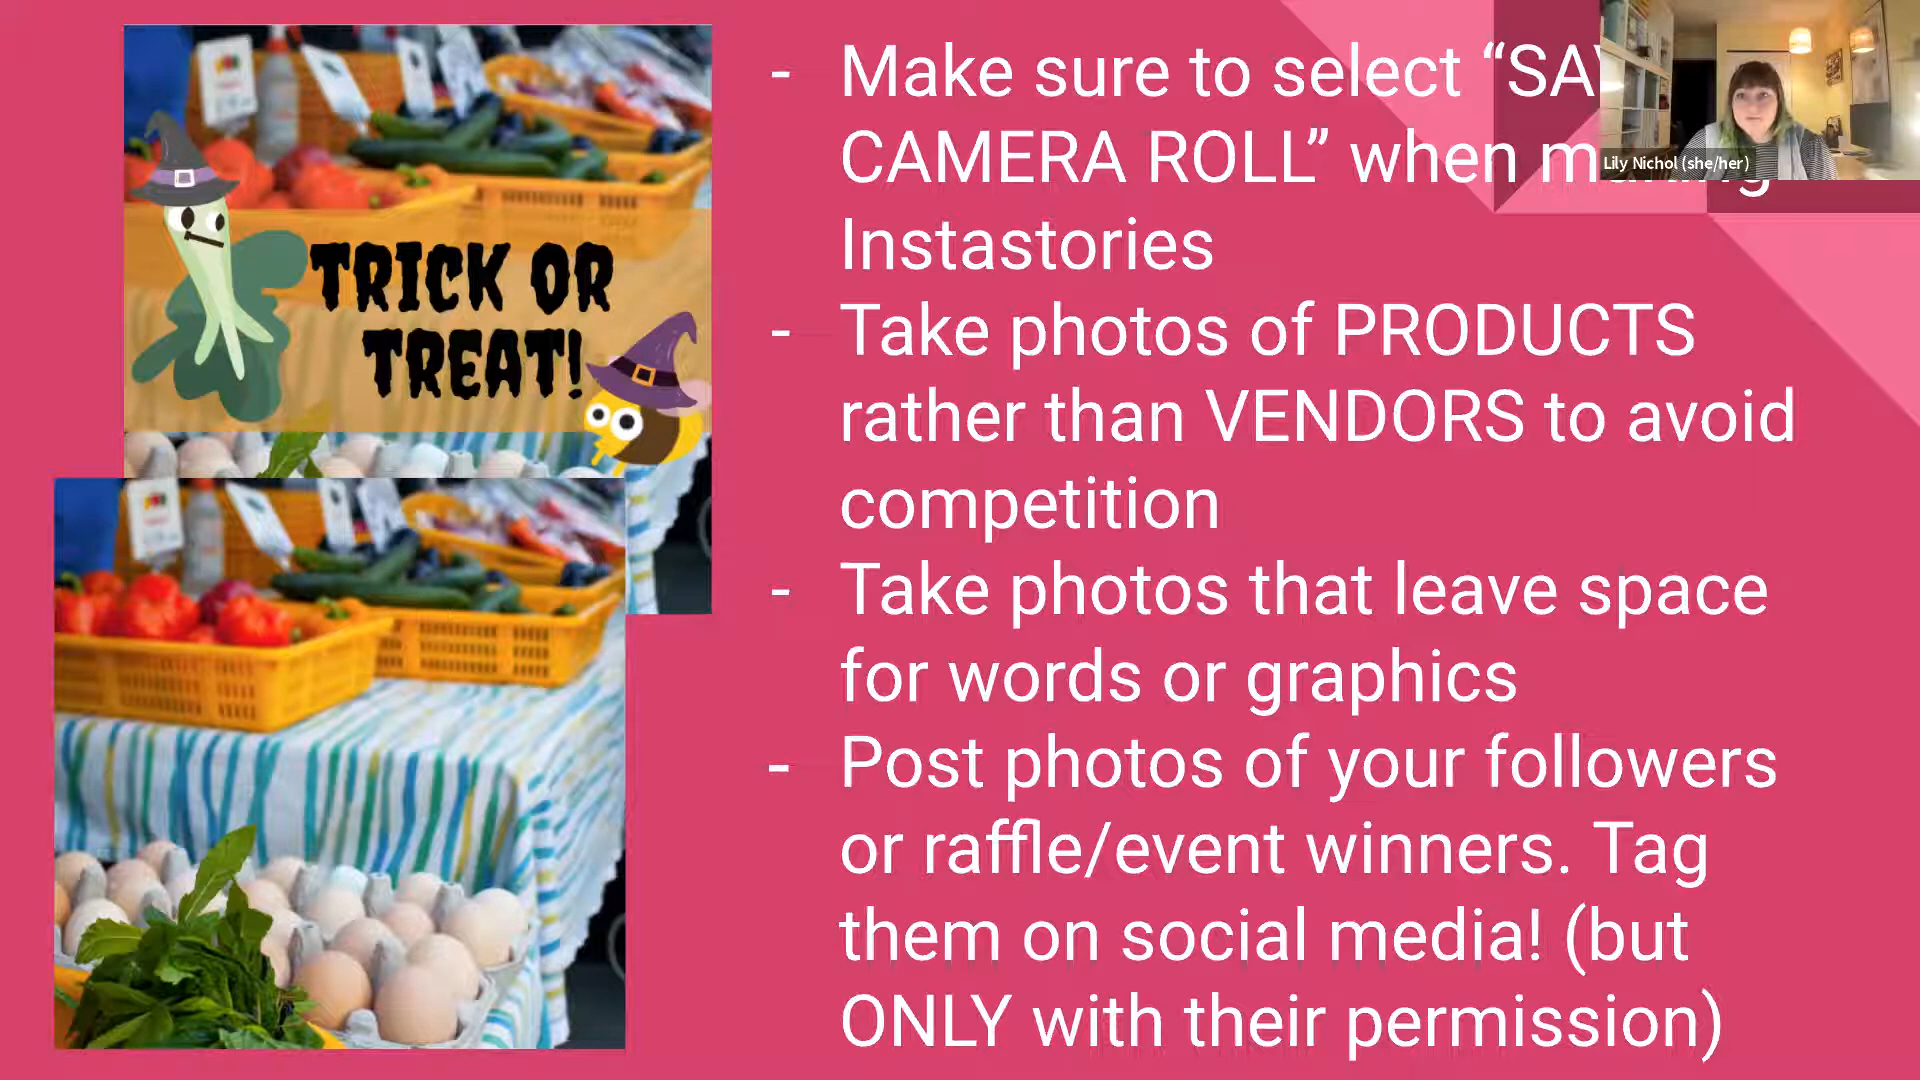 TRICK OR
TREAT!
- Make sure to select “SA
CAMERA ROLL” when
Instastories
- Take photos of PRODUCTS
rather than VENDORS to avoid
competition
- Take photos that leave space
for words or graphics
- Post photos of your followers
or raffle/event winners. Tag
them on social media! (but
ONLY with their permission)
Lily Nichol (she/her)